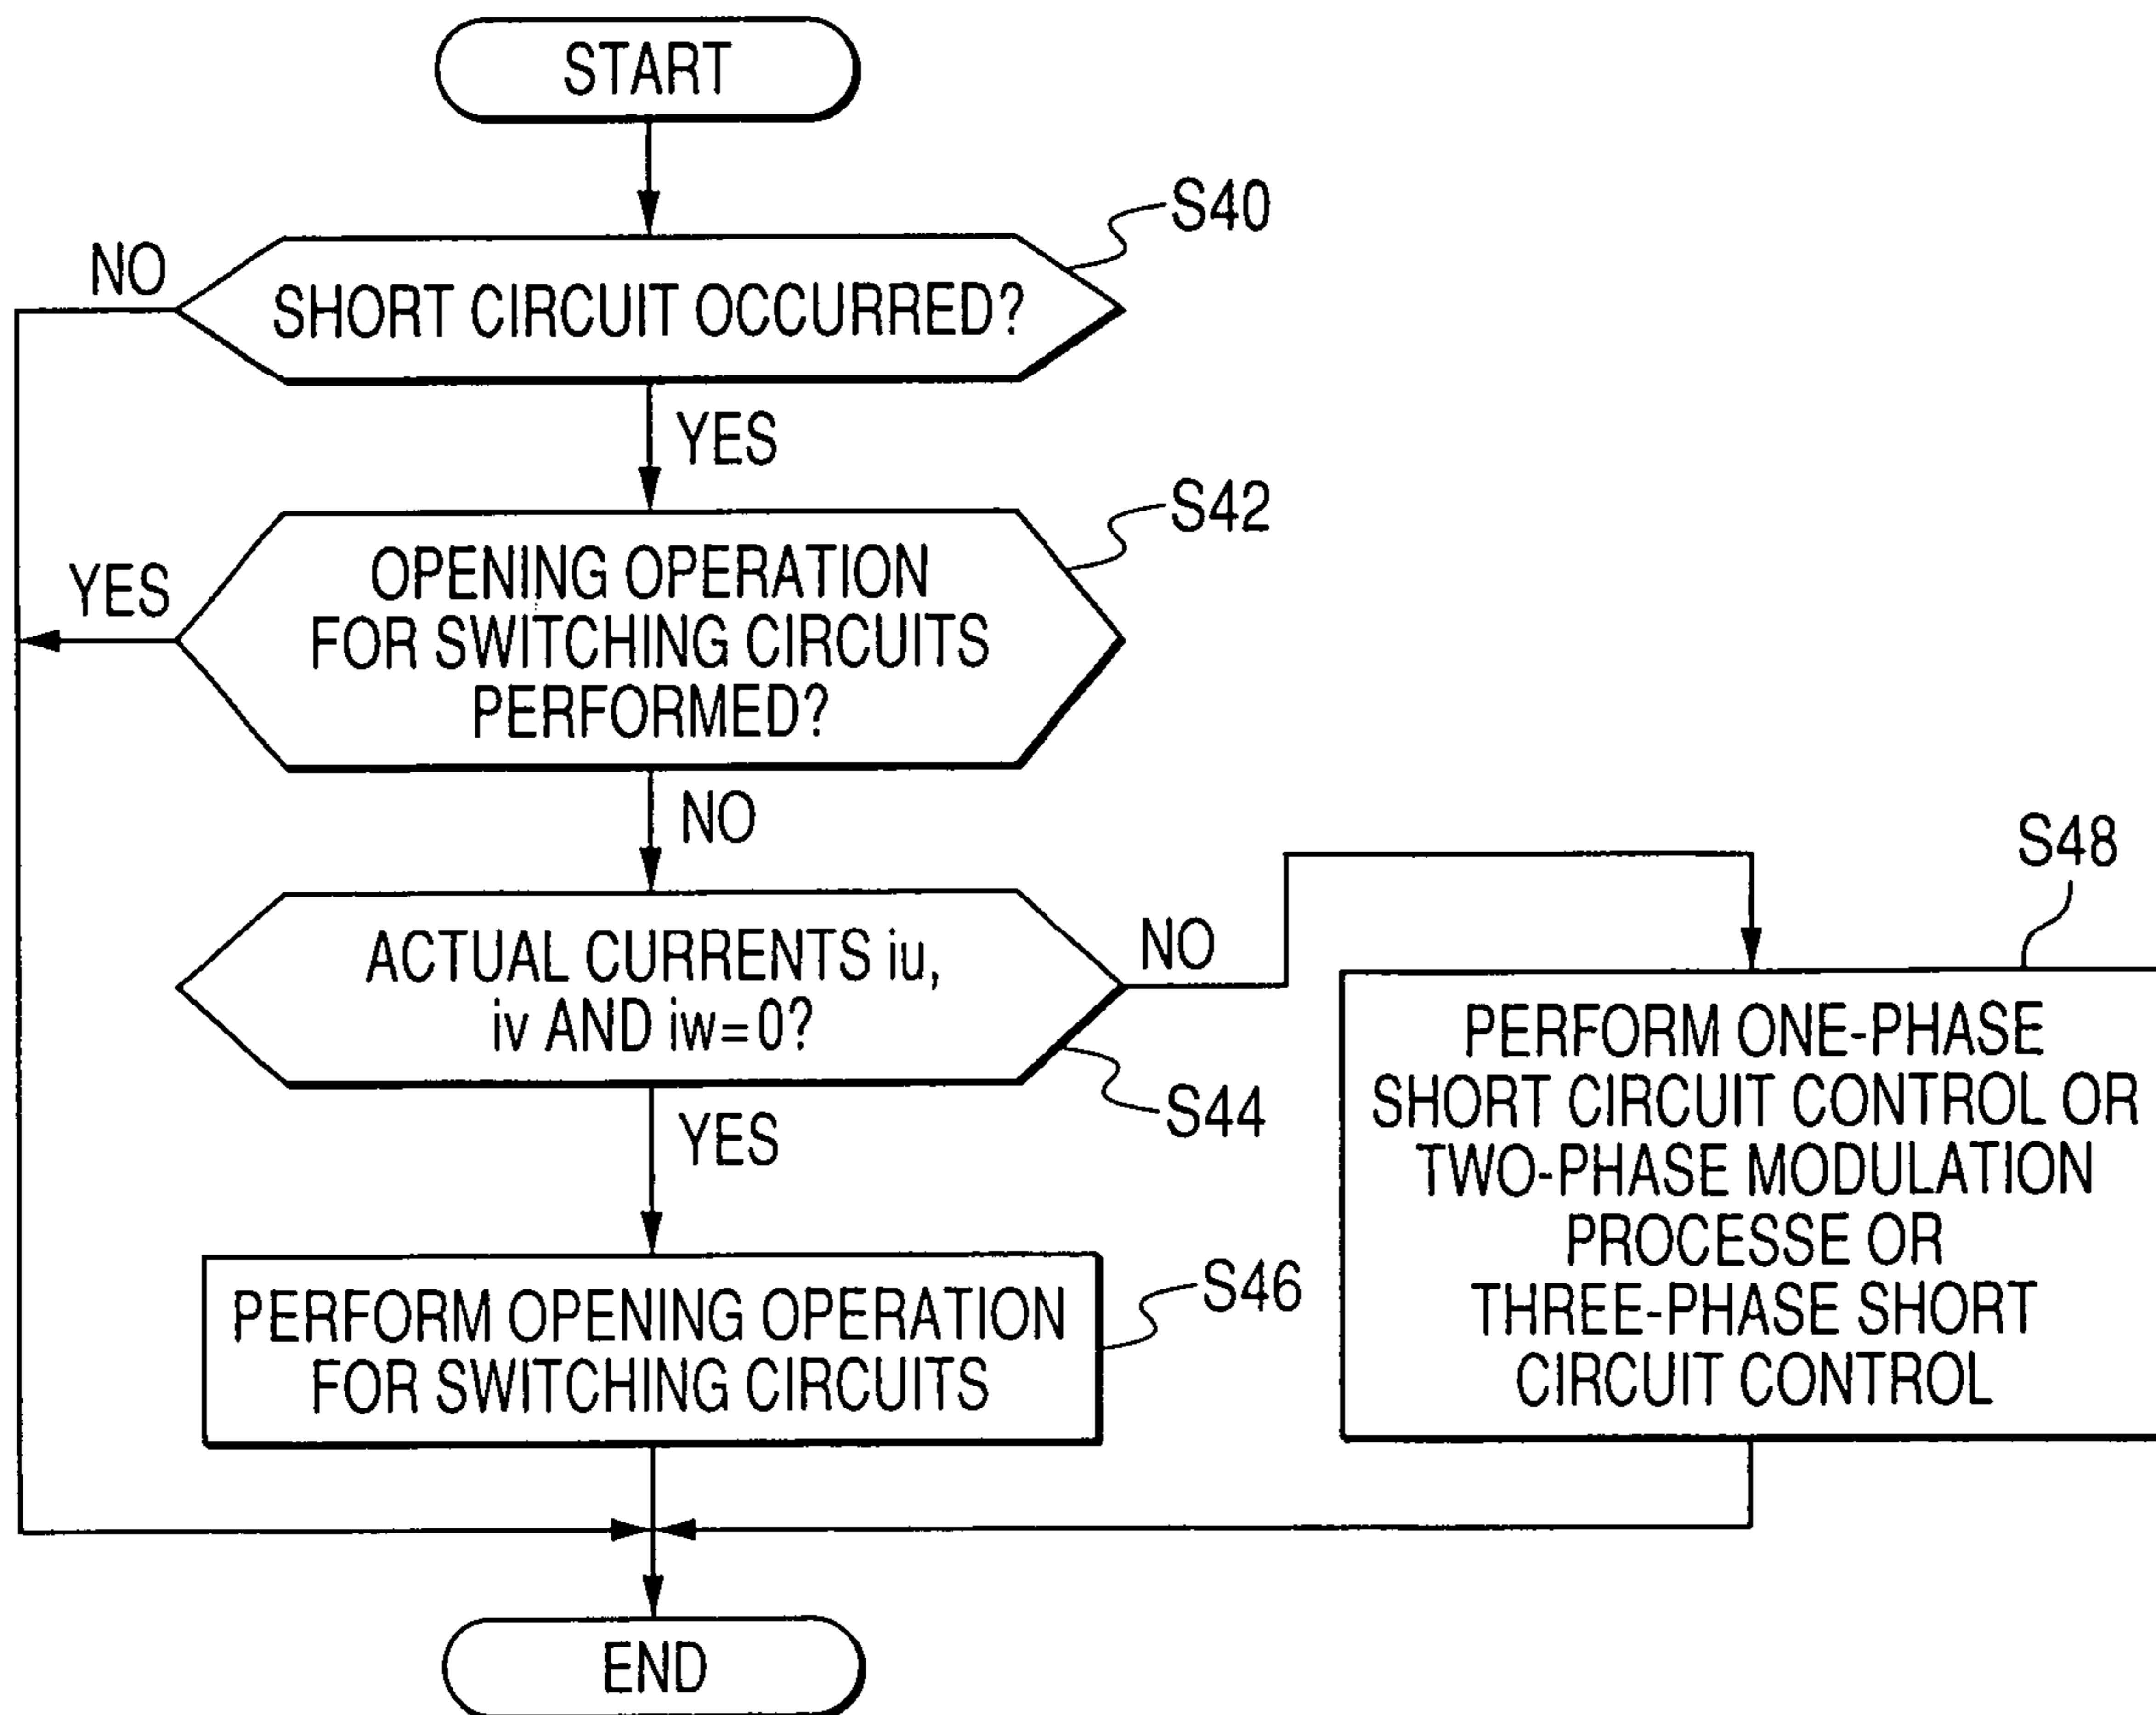 START
S40
NO
SHORT CIRCUIT OCCURRED?
YES
S42
YES
OPENING OPERATION
FOR SWITCHING CIRCUITS
PERFORMED?
NO
S48
ACTUAL CURRENTS iu,
iv AND iw=0?
NO
S44
YES
PERFORM ONE-PHASE
SHORT CIRCUIT CONTROL OR
TWO-PHASE MODULATION
PROCESSE OR
THREE-PHASE SHORT
CIRCUIT CONTROL
S46
PERFORM OPENING OPERATION
FOR SWITCHING CIRCUITS
END